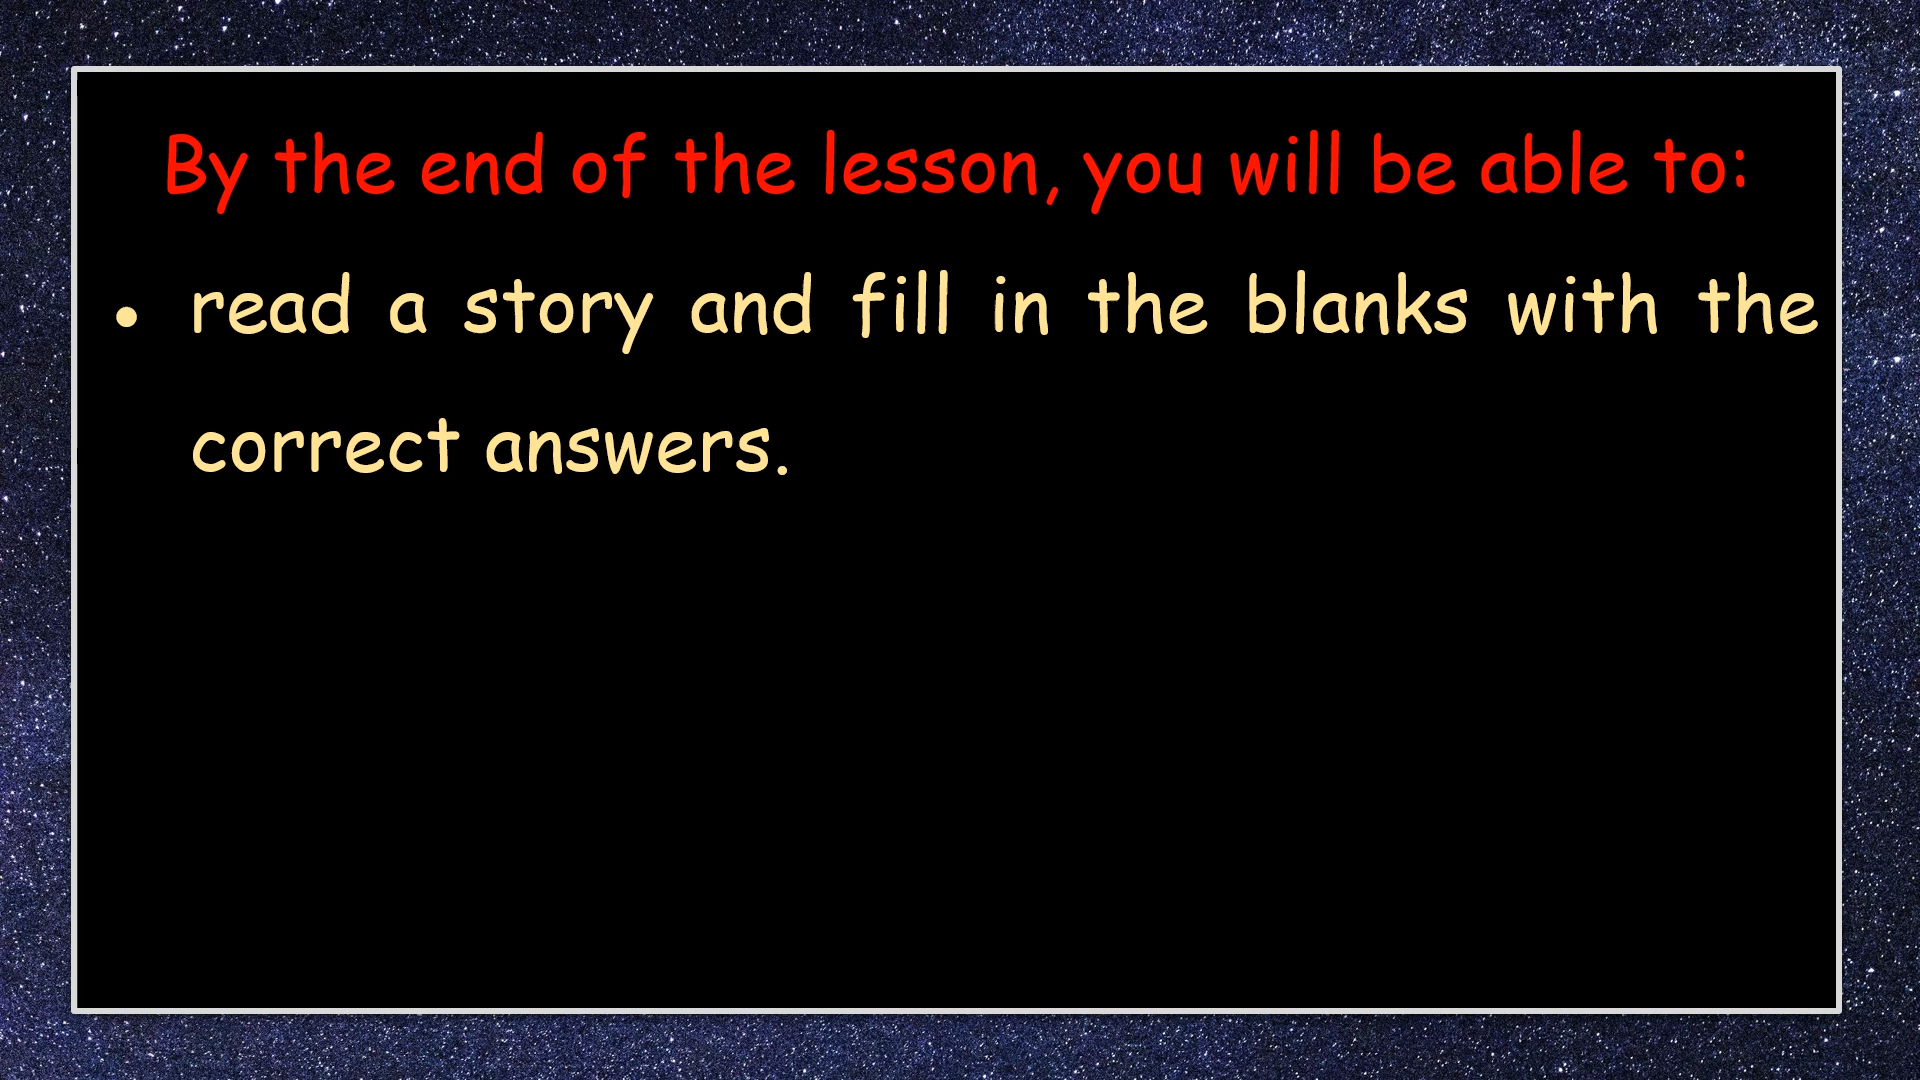 By the end of the lesson, you will be able to:
● read a story and fill in the blanks with the
correct answers.